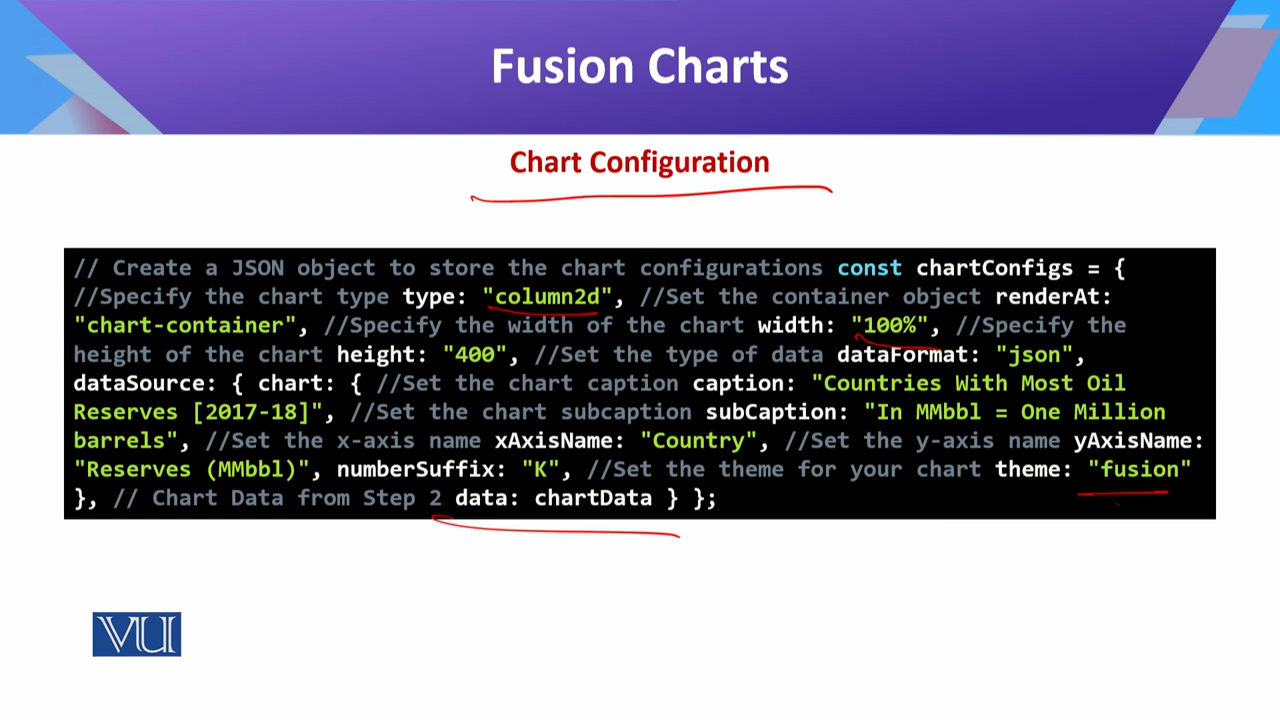 Fusion Charts
Chart Configuration
// Create a JSON object to store the chart configurations const chartConfigs = {
//Specify the chart type type: "column2d", //Set the container object renderAt:
"chart-container", //Specify the width of the chart width: "100%", //Specify the
height of the chart height: "400", //Set the type of data dataFormat: "json",
dataSource: { chart: { //Set the chart caption caption: "Countries With Most Oil
Reserves [2017-18]", //Set the chart subcaption subCaption: "In MMbbl = One Million
barrels", //Set the x-axis name xAxisName: "Country", //Set the y-axis name yAxisName:
"Reserves (MMbbl)", numberSuffix: "K", //Set the theme for your chart theme: "fusion"
}, // Chart Data from Step 2 data: chartData } };
VU